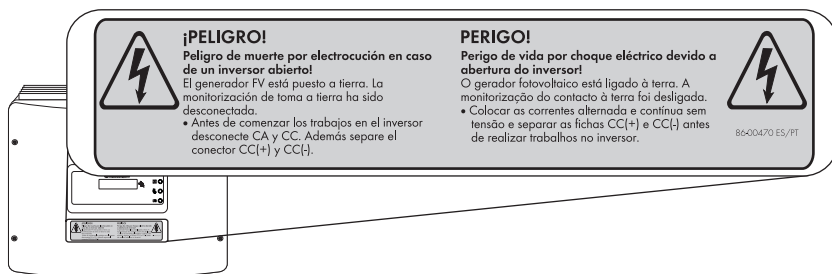 ¡PELIGRO!
Peligro de muerte por electrocución en caso
de un inversor abierto!
El generador FV está puesto a tierra. La
monitorización de toma a tierra ha sido
desconectada.
• Antes de comenzar los trabajos en el inversor
desconecte CA y CC. Además separe el
conector CC(+) y CC(-).
PERIGO!
Perigo de vida por choque eléctrico devido a
abertura do inversor!
O gerador fotovoltaico está ligado à terra. A
monitorização do contacto à terra foi desligada.
• Colocar as correntes alternada e contínua sem
tensão e separar as fichas CC(+) e CC(-) antes
de realizar trabalhos no inversor.
86-00470 ES/PT